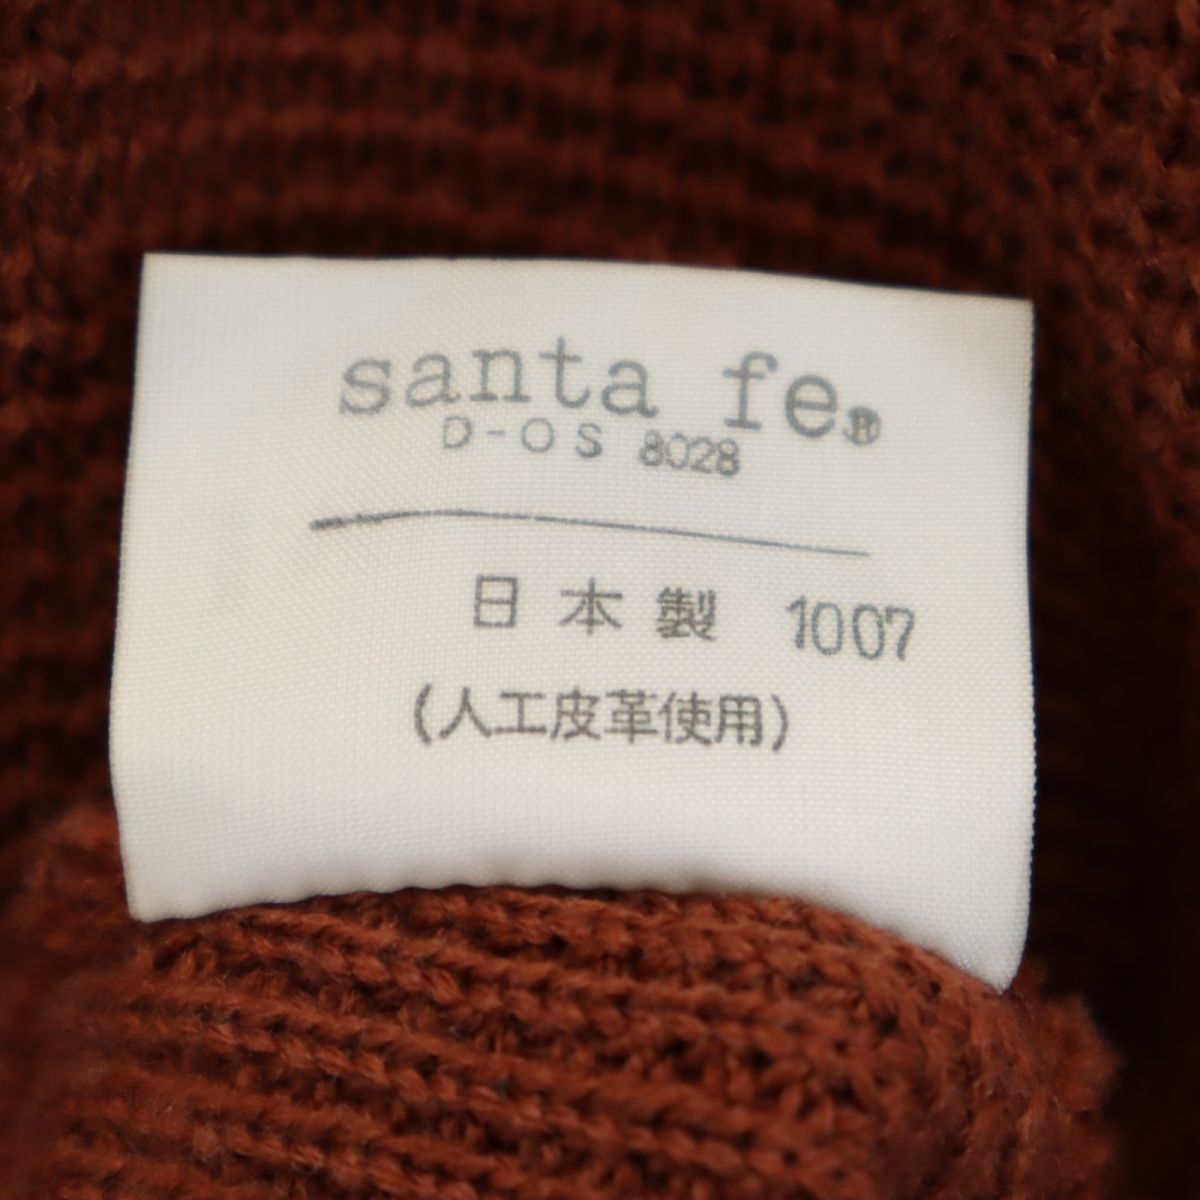 santa fe®
D-OS 8028
日本製 1007
(人工皮革使用)